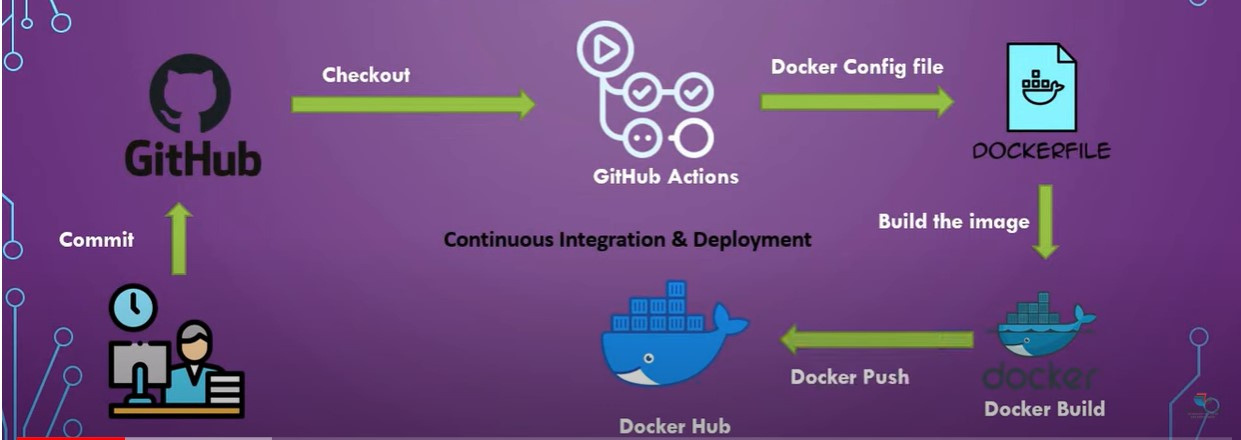 Checkout
Docker Config file
GitHub
DOCKERFILE
GitHub Actions
Commit
Build the image
Continuous Integration & Deployment
Docker Push
docker
Docker Build
Docker Hub